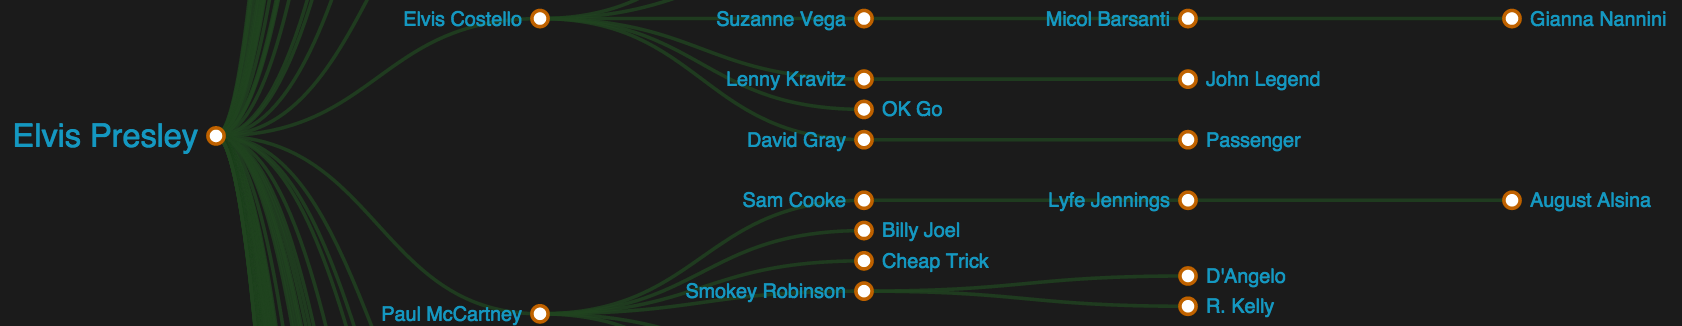 Elvis Costello
Suzanne Vega
Micol Barsanti
Gianna Nannini
Lenny Kravitz
John Legend
OK Go
Elvis Presley
David Gray
Passenger
Sam Cooke
Lyfe Jennings
August Alsina
Billy Joel
Cheap Trick
D'Angelo
Smokey Robinson
R. Kelly
Paul McCartney